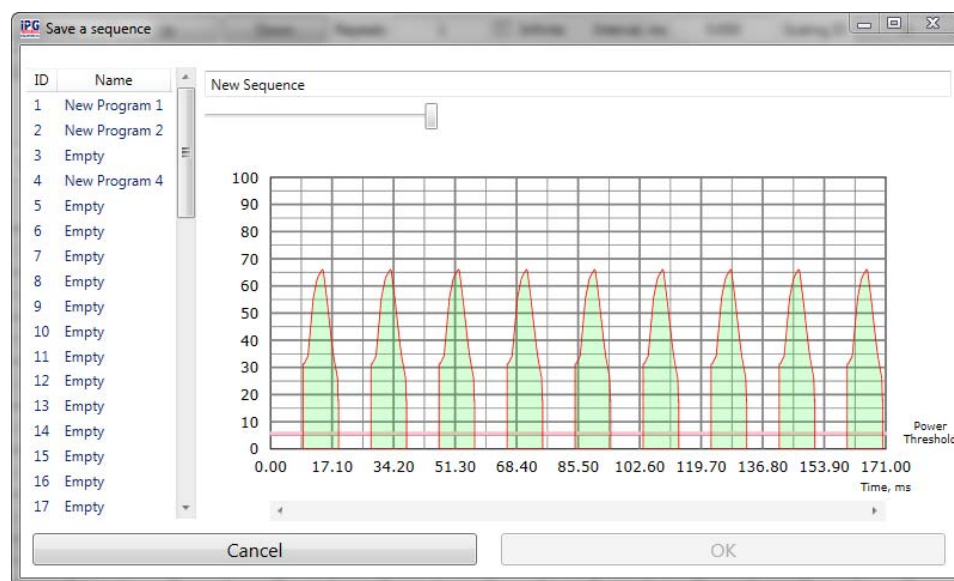 IPG Save a sequence
ID Name
1 New Program 1
2 New Program 2
3 Empty
4 New Program 4
5 Empty
6 Empty
7 Empty
8 Empty
9 Empty
10 Empty
11 Empty
12 Empty
13 Empty
14 Empty
15 Empty
16 Empty
17 Empty
New Sequence
100
90
80
70
60
50
40
30
20
10
0
Power
Threshold
0.00 17.10 34.20 51.30 68.40 85.50 102.60 119.70 136.80 153.90 171.00
Time, ms
Cancel
OK